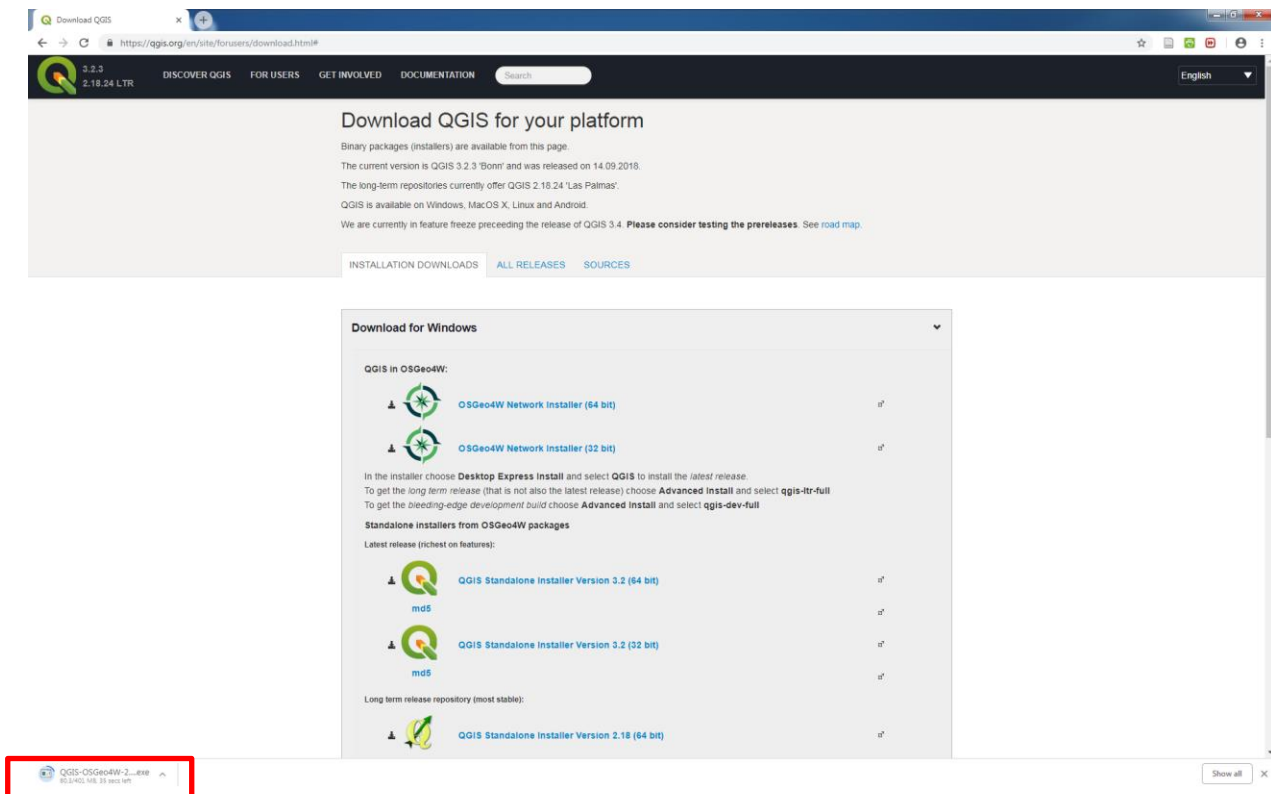 Download QGIS
https://qgis.org/en/site/forusers/download.html#
3.2.3
2.18.24 LTR
DISCOVER QGIS FOR USERS GET INVOLVED DOCUMENTATION Search English
Download QGIS for your platform
Binary packages (installers) are available from this page.
The current version is QGIS 3.2.3 'Bonn' and was released on 14.09.2018.
The long-term repositories currently offer QGIS 2.18.24 'Las Palmas'.
QGIS is available on Windows, MacOS X, Linux and Android.
We are currently in feature freeze preceeding the release of QGIS 3.4. Please consider testing the prereleases. See road map.
INSTALLATION DOWNLOADS ALL RELEASES SOURCES
Download for Windows
QGIS in OSGeo4W:
OSGeo4W Network Installer (64 bit)
OSGeo4W Network Installer (32 bit)
In the installer choose Desktop Express Install and select QGIS to install the latest release.
To get the long term release (that is not also the latest release) choose Advanced Install and select qgis-ltr-full
To get the bleeding-edge development build choose Advanced Install and select qgis-dev-full
Standalone installers from OSGeo4W packages
Latest release (richest on features):
QGIS Standalone Installer Version 3.2 (64 bit)
md5
QGIS Standalone Installer Version 3.2 (32 bit)
md5
Long term release repository (most stable):
QGIS Standalone Installer Version 2.18 (64 bit)
QGIS-OSGeo4W-2....exe
MB, 35 secs left
Show all